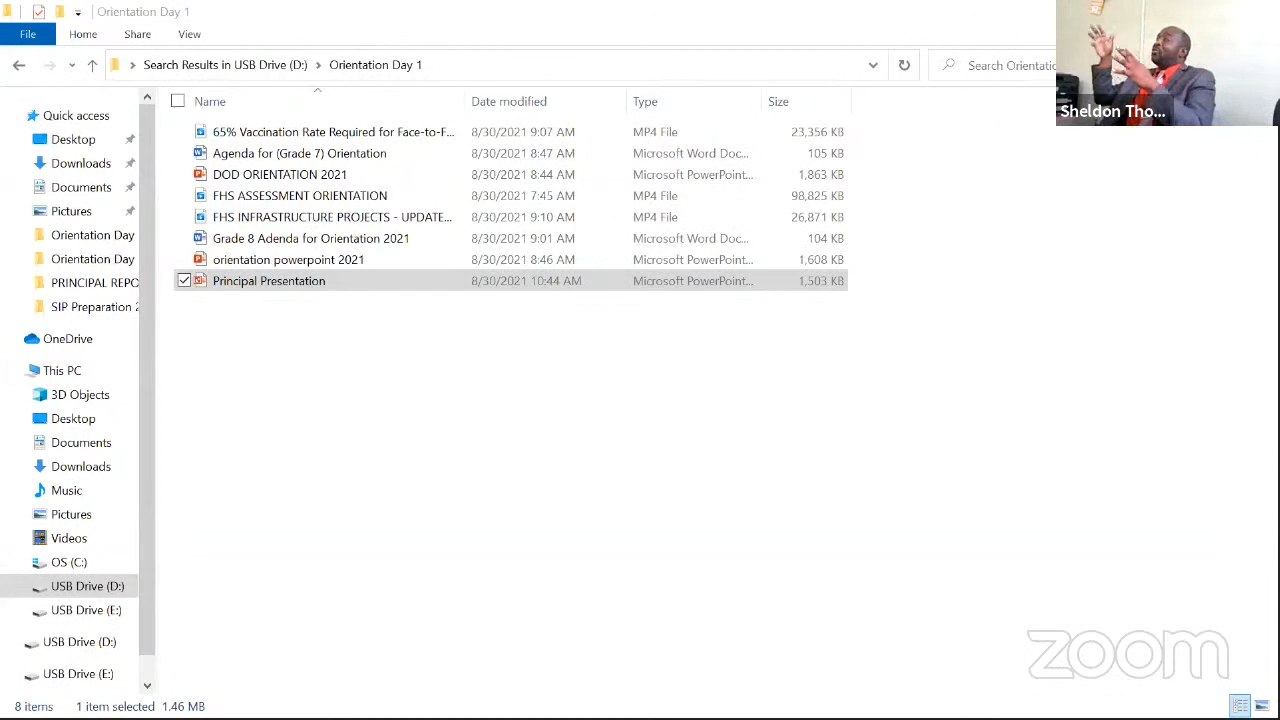 Orientation Day 1
File Home Share View
Search Results in USB Drive (D:) > Orientation Day 1
Search Orientatio
Sheldon Tho...
Name Date modified Type Size
65% Vaccination Rate Required for Face-to-F... 8/30/2021 9:07 AM MP4 File 23,356 KB
Agenda for (Grade 7) Orientation 8/30/2021 8:47 AM Microsoft Word Doc... 105 KB
DOD ORIENTATION 2021 8/30/2021 8:44 AM Microsoft PowerPoint... 1,863 KB
FHS ASSESSMENT ORIENTATION 8/30/2021 7:45 AM MP4 File 98,825 KB
FHS INFRASTRUCTURE PROJECTS - UPDATE... 8/30/2021 9:10 AM MP4 File 26,871 KB
Grade 8 Adenda for Orientation 2021 8/30/2021 9:01 AM Microsoft Word Doc... 104 KB
orientation powerpoint 2021 8/30/2021 8:46 AM Microsoft PowerPoint... 1,608 KB
Principal Presentation 8/30/2021 10:44 AM Microsoft PowerPoint... 1,503 KB
Quick access
Desktop
Downloads
Documents
Pictures
Orientation Day
Orientation Day
PRINCIPAL REPO
SIP Preparation 2
OneDrive
This PC
3D Objects
Desktop
Documents
Downloads
Music
Pictures
Videos
OS (C:)
USB Drive (D:)
USB Drive (E:)
USB Drive (D:)
USB Drive (E:)
zoom
8 items 1 item selected 1.46 MB